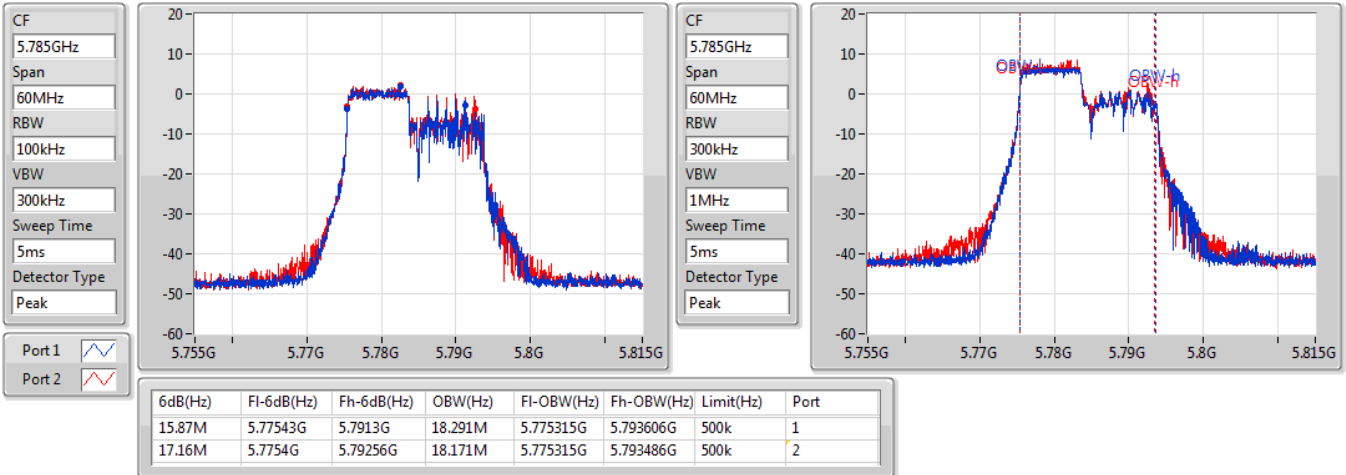 CF
5.785GHz
Span
60MHz
RBW
100kHz
VBW
300kHz
Sweep Time
5ms
Detector Type
Peak
Port 1
Port 2
20
10
0
-10
-20
-30
-40
-50
-60
5.755G 5.77G 5.78G 5.79G 5.8G 5.815G
CF
5.785GHz
Span
60MHz
RBW
300kHz
VBW
1MHz
Sweep Time
5ms
Detector Type
Peak
20
10
0
-10
-20
-30
-40
-50
-60
OBW-h
OBW-h
5.755G 5.77G 5.78G 5.79G 5.8G 5.815G
6dB(Hz) Fl-6dB(Hz) Fh-6dB(Hz) OBW(Hz) Fl-OBW(Hz) Fh-OBW(Hz) Limit(Hz) Port
15.87M 5.77543G 5.7913G 18.291M 5.775315G 5.793606G 500k 1
17.16M 5.7754G 5.79256G 18.171M 5.775315G 5.793486G 500k 2